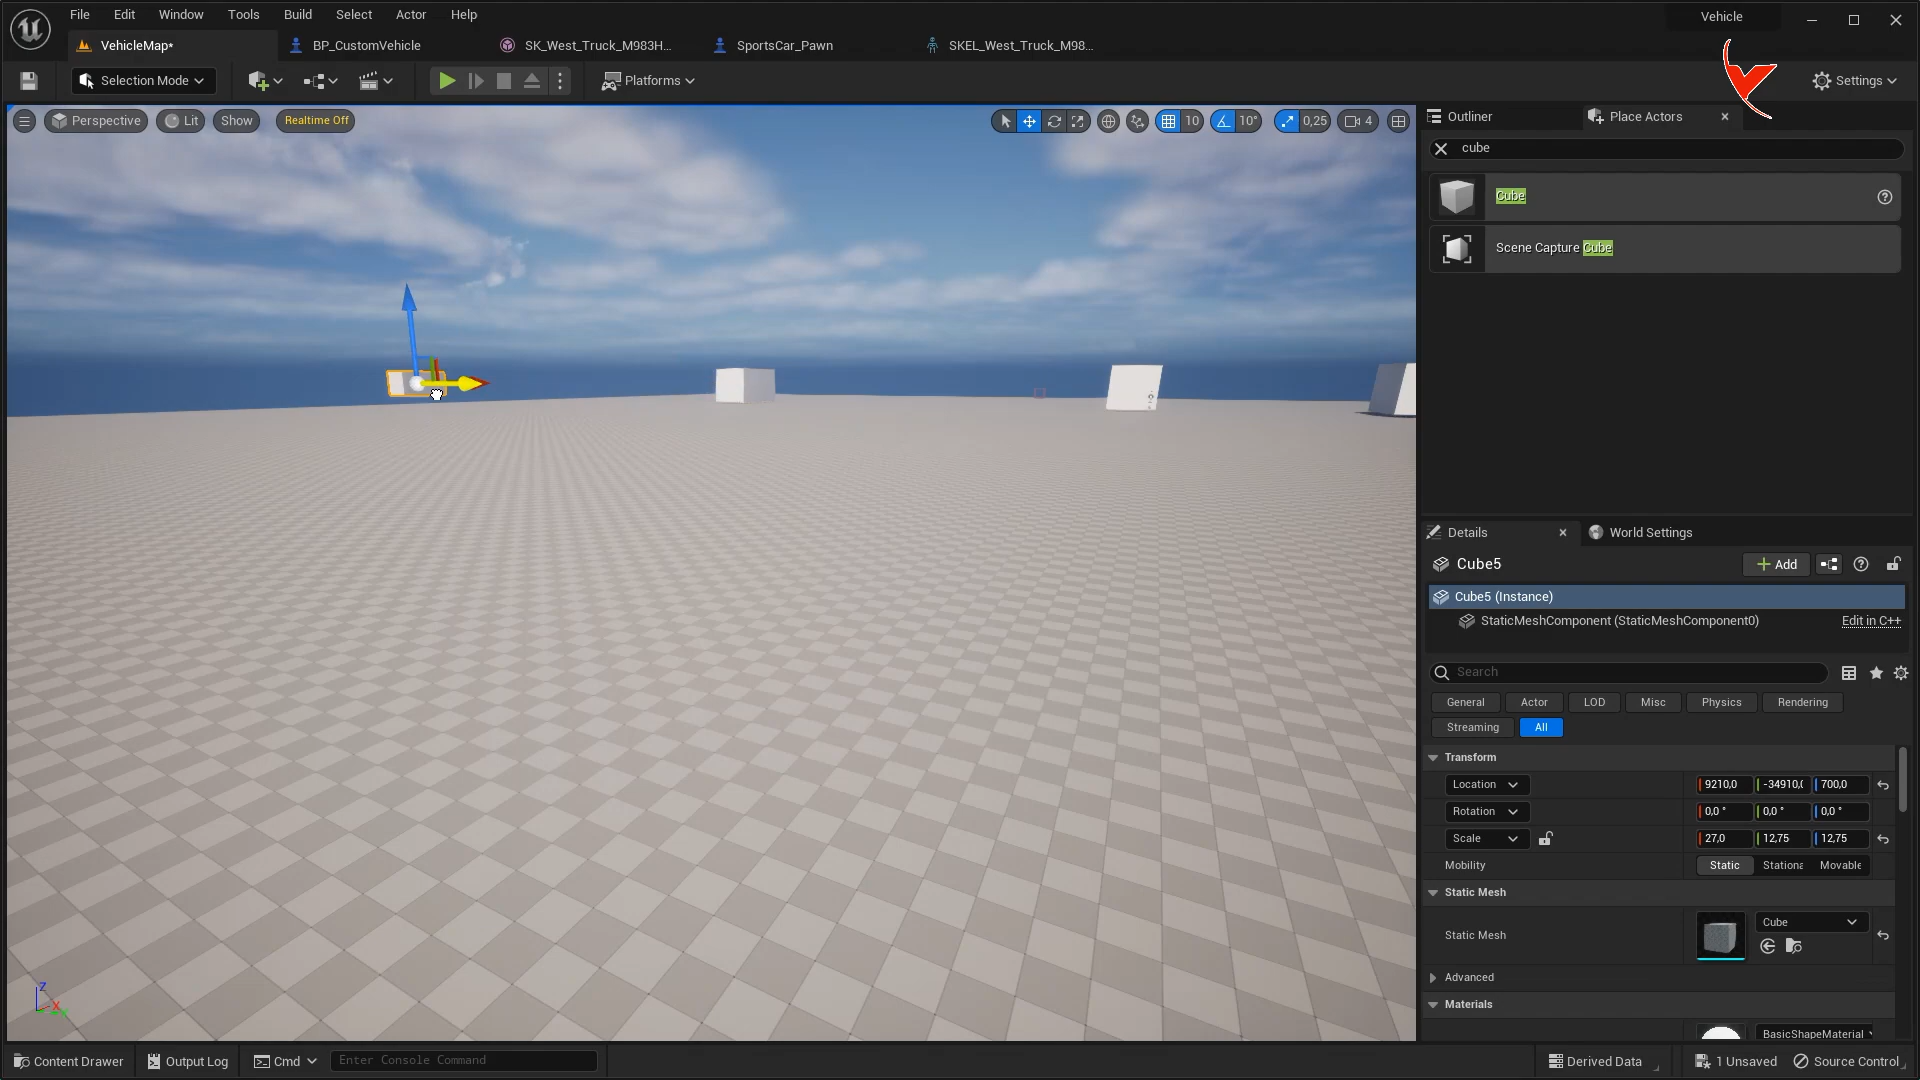 File Edit Window Tools Build Select Actor Help
Vehicle
VehicleMap* BP_CustomVehicle SK_West_Truck_M983H... SportsCar_Pawn SKEL_West_Truck_M98...
Selection Mode Platforms Settings
Perspective Lit Show Realtime Off 10 10° 0,25 4
Outliner Place Actors
cube
Cube
Scene Capture Cube
Details World Settings
Cube5 Add
Cube5 (Instance)
StaticMeshComponent (StaticMeshComponent0) Edit in C++
Search
General Actor LOD Misc Physics Rendering
Streaming All
Transform
Location 9210,0 -34910,( 700,0
Rotation 0,0 ° 0,0 ° 0,0 °
Scale 27,0 12,75 12,75
Mobility Static Stationa Movable
Static Mesh
Cube
Static Mesh
Advanced
Materials
BasicShapeMaterial
Z
X
Content Drawer Output Log Cmd Enter Console Command Derived Data 1 Unsaved Source Control